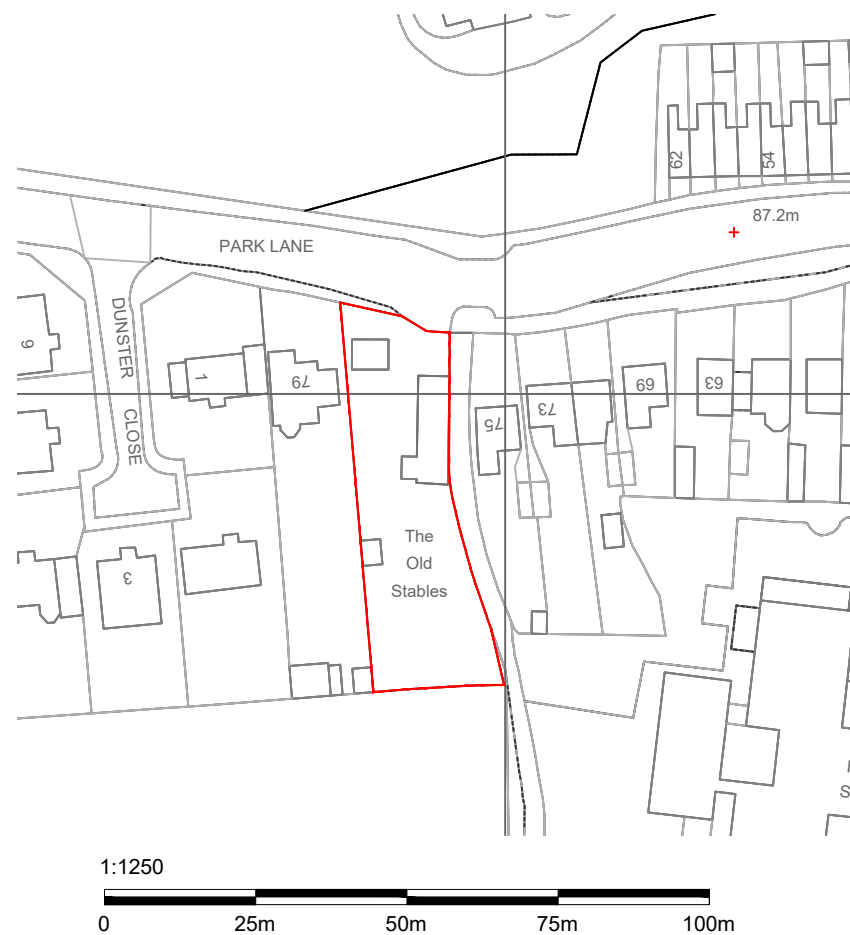 62
54
87.2m
PARK LANE
DUNSTER
CLOSE
9
1
79
75
73
69
63
3
The
Old
Stables
S
1:1250
0 25m 50m 75m 100m